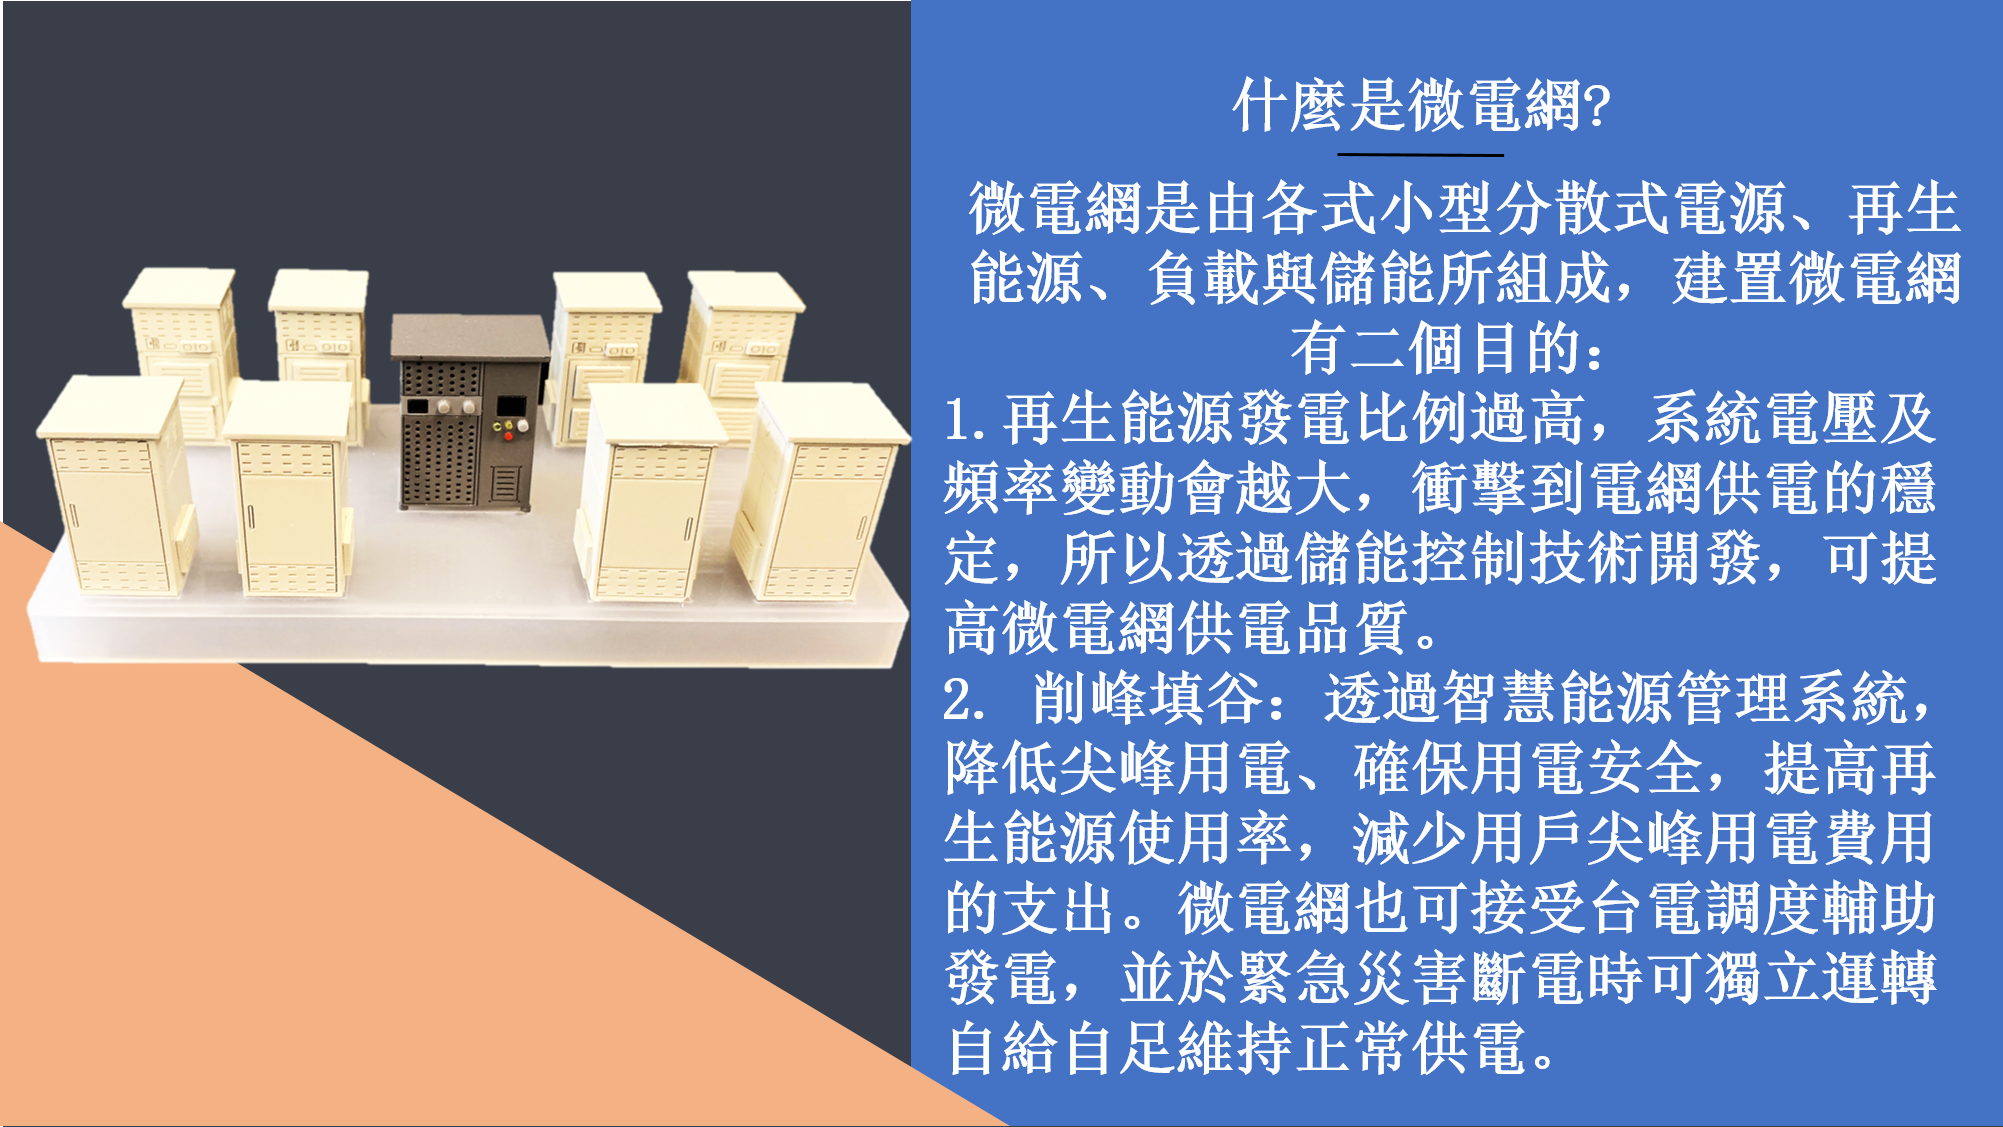 什麼是微電網?
微電網是由各式小型分散式電源、再生
能源、負載與儲能所組成，建置微電網
有二個目的：
1.再生能源發電比例過高，系統電壓及
頻率變動會越大，衝擊到電網供電的穩
定，所以透過儲能控制技術開發，可提
高微電網供電品質。
2. 削峰填谷：透過智慧能源管理系統，
降低尖峰用電、確保用電安全，提高再
生能源使用率，減少用戶尖峰用電費用
的支出。微電網也可接受台電調度輔助
發電，並於緊急災害斷電時可獨立運轉
自給自足維持正常供電。